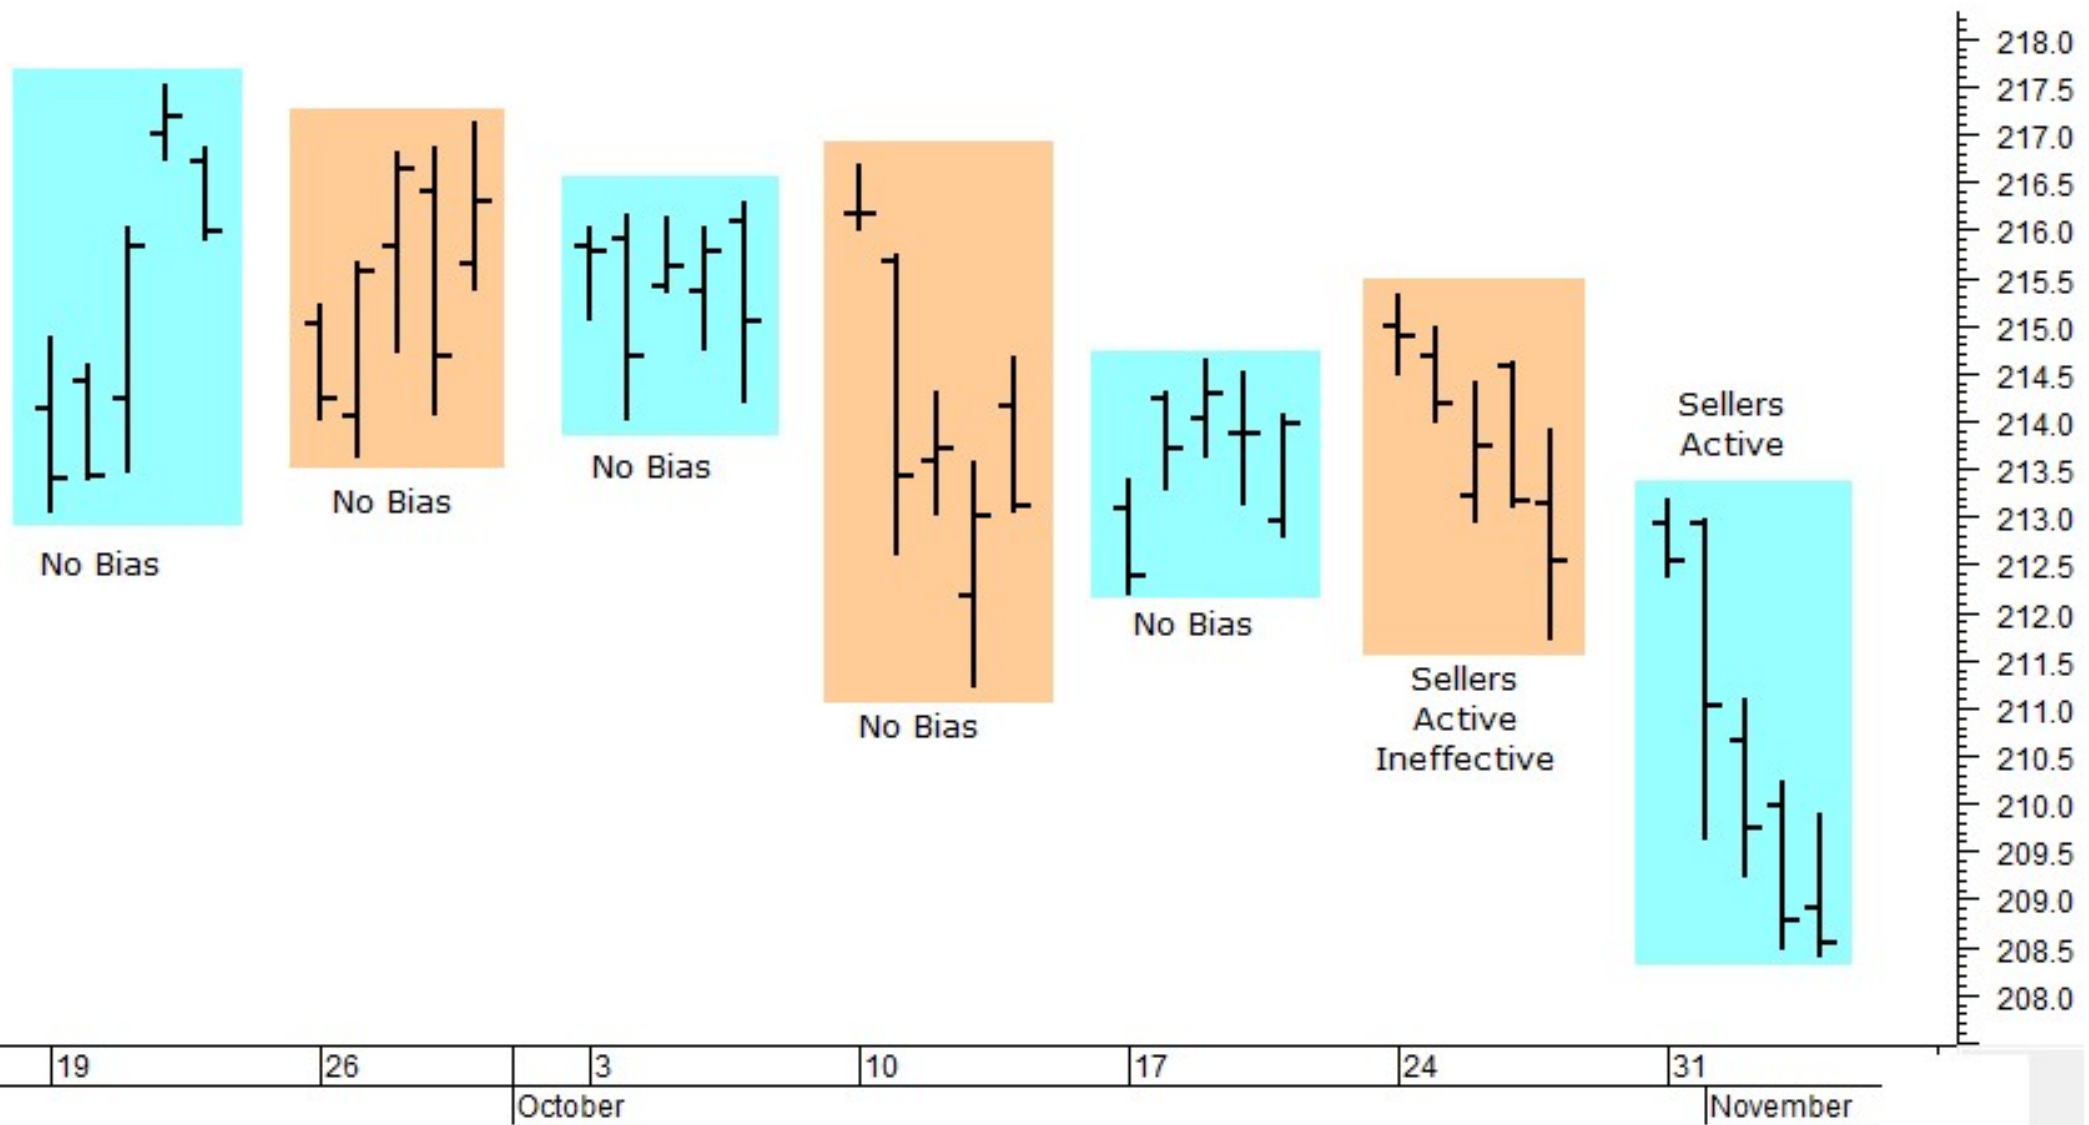 No Bias
No Bias
No Bias
No Bias
No Bias
Sellers
Active
Ineffective
Sellers
Active
218.0
217.5
217.0
216.5
216.0
215.5
215.0
214.5
214.0
213.5
213.0
212.5
212.0
211.5
211.0
210.5
210.0
209.5
209.0
208.5
208.0
19 26 3 10 17 24 31
October November